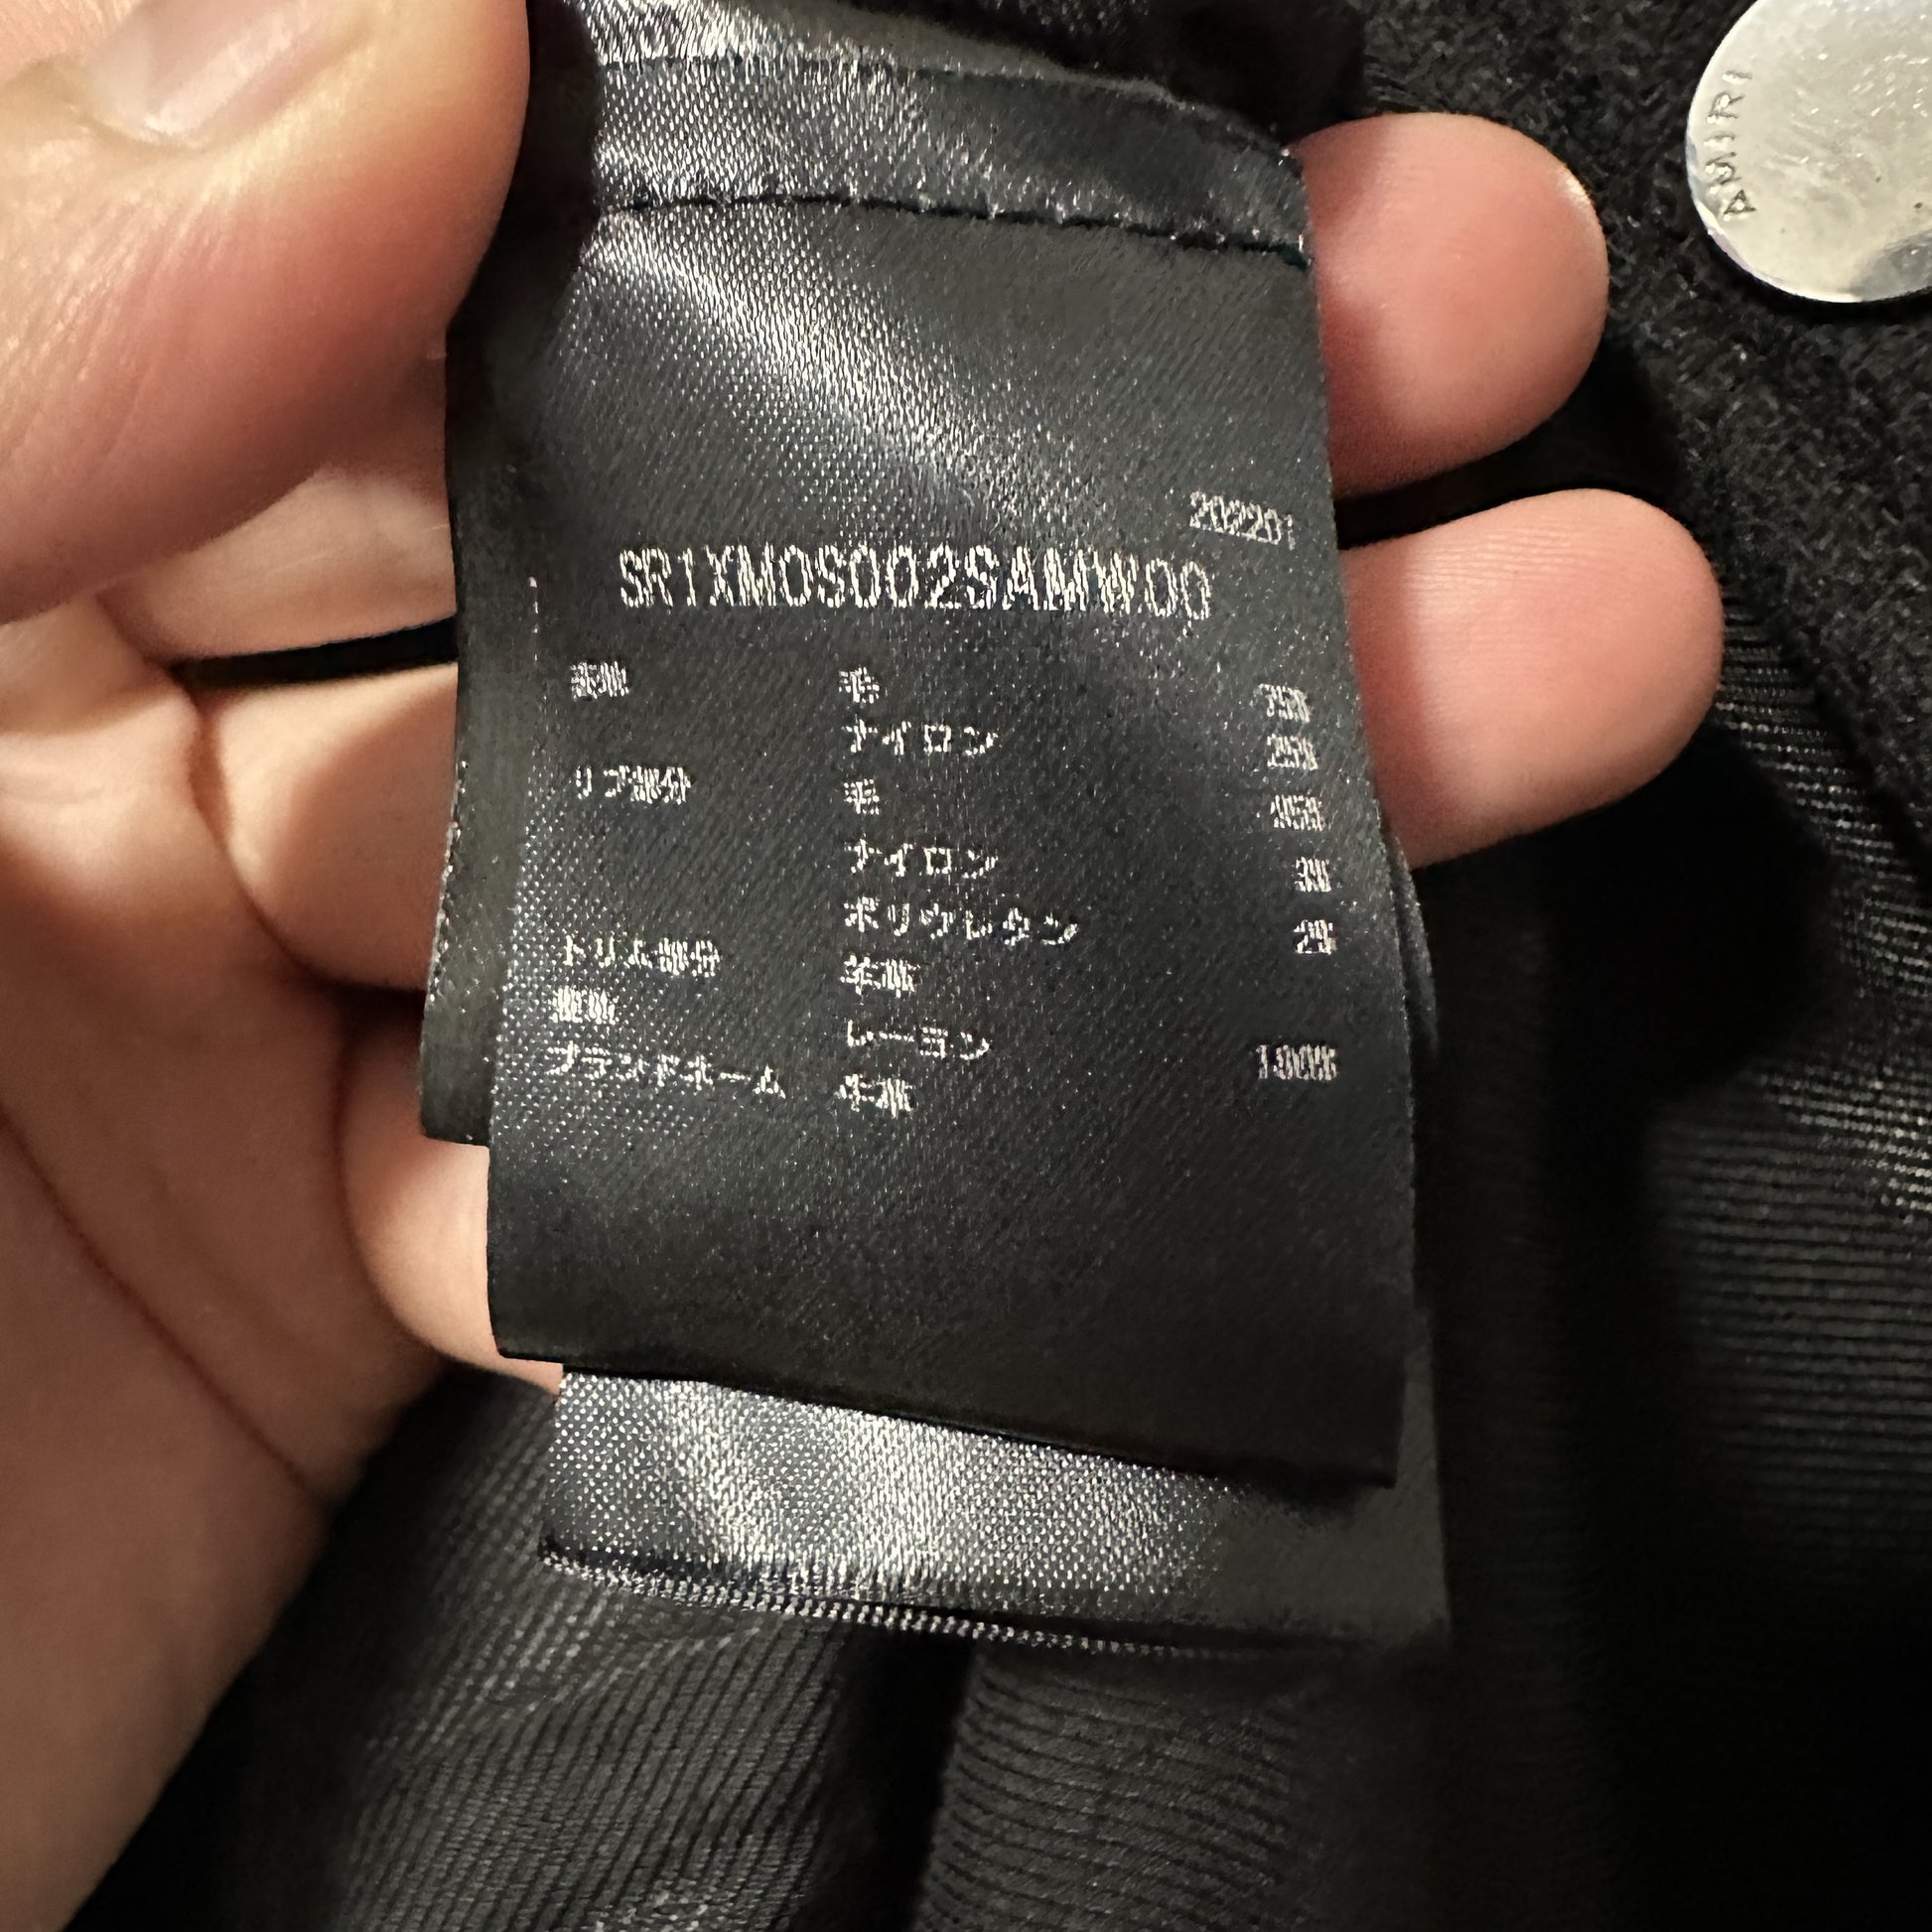 AMIRI
202201
SR1XMOS002SAMW00
表地 毛 75%
ナイロン 25%
リブ部分 毛 95%
ナイロン 3%
ポリウレタン 2%
トリム部分 羊革
裏地 レーヨン 100%
ブランドネーム 牛革